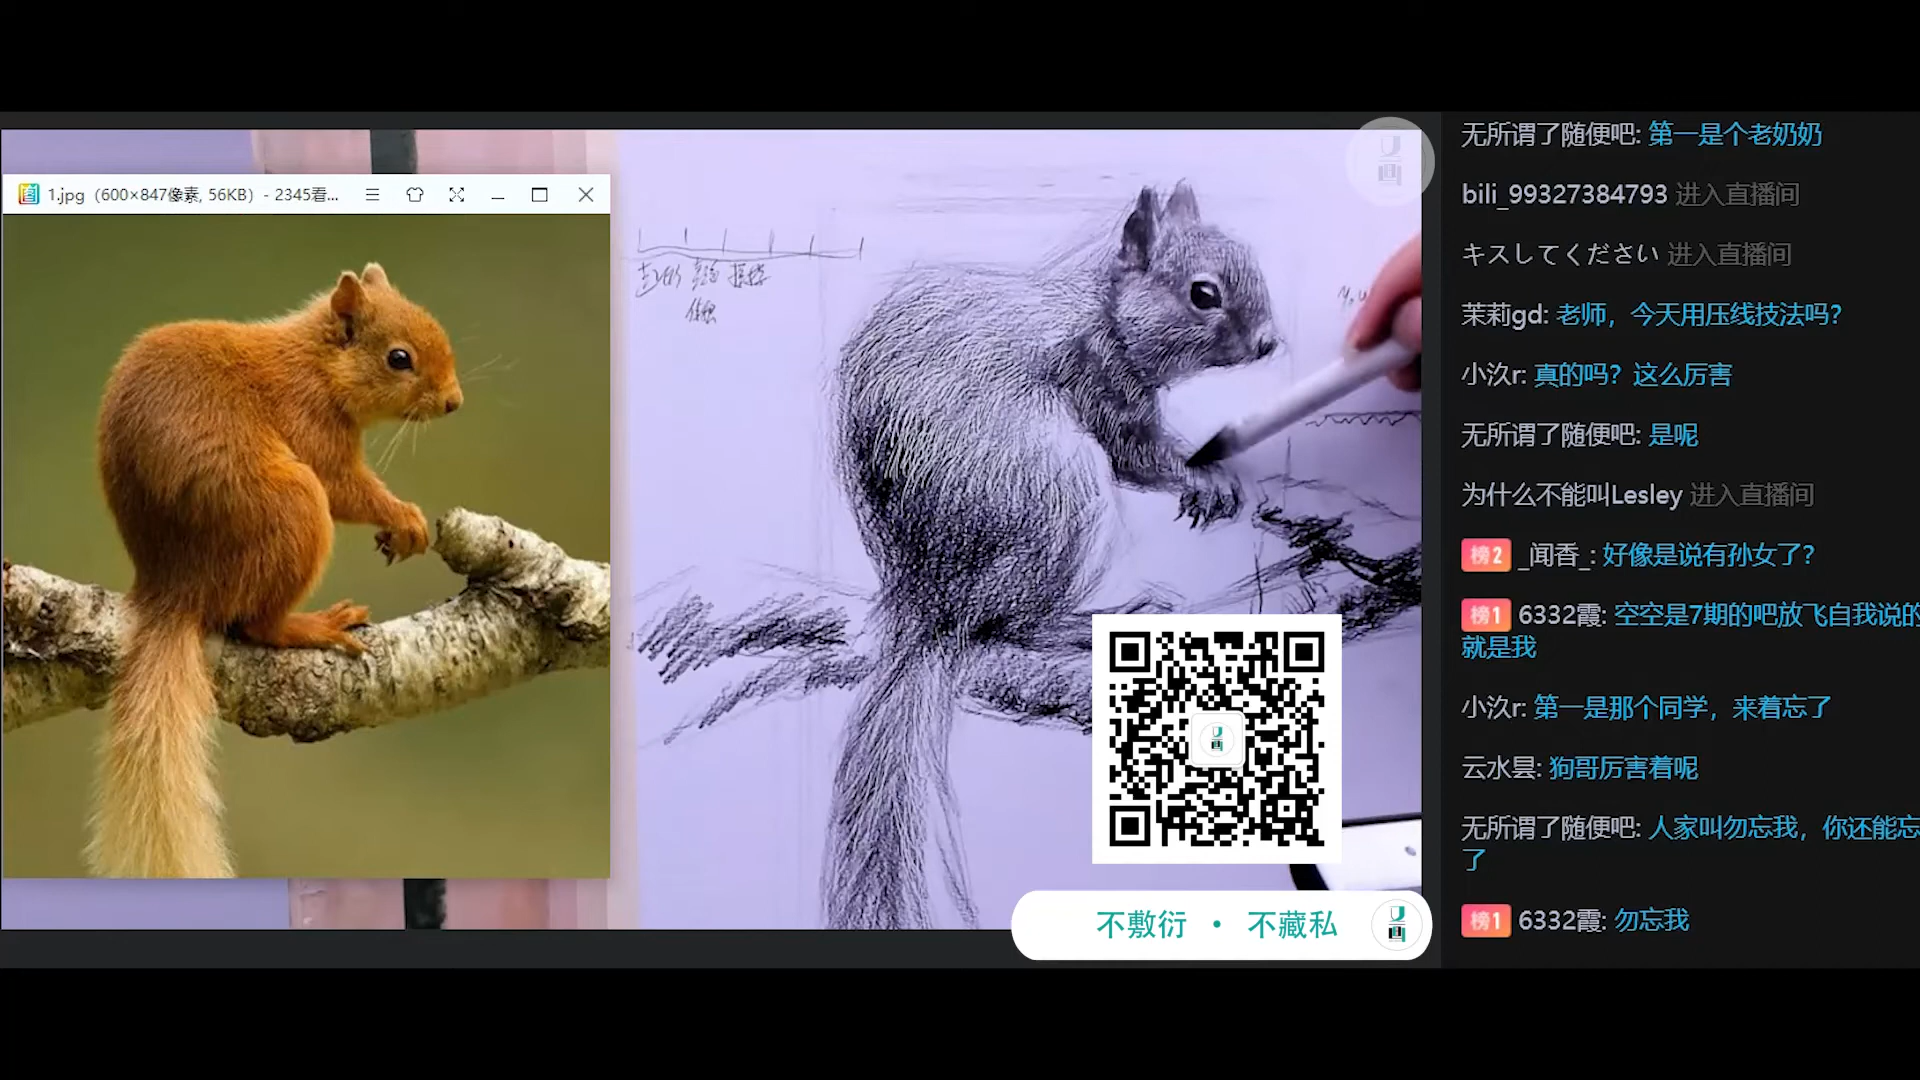 1.jpg（600×847像素, 56KB）- 2345看...
不敷衍 · 不藏私
无所谓了随便吧: 第一是个老奶奶
bili_99327384793 进入直播间
キスしてください 进入直播间
茉莉gd: 老师，今天用压线技法吗？
小汣r: 真的吗？这么厉害
无所谓了随便吧: 是呢
为什么不能叫Lesley 进入直播间
榜2 _闻香_: 好像是说有孙女了？
榜1 6332霞: 空空是7期的吧放飞自我说的
就是我
小汣r: 第一是那个同学，来着忘了
云水昙: 狗哥厉害着呢
无所谓了随便吧: 人家叫勿忘我，你还能忘
了
榜1 6332霞: 勿忘我